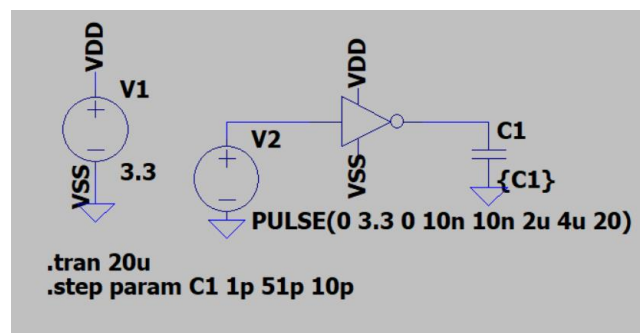 VDD
V1
3.3
VSS
VDD
V2
VSS
C1
{C1}
PULSE(0 3.3 0 10n 10n 2u 4u 20)
.tran 20u
.step param C1 1p 51p 10p